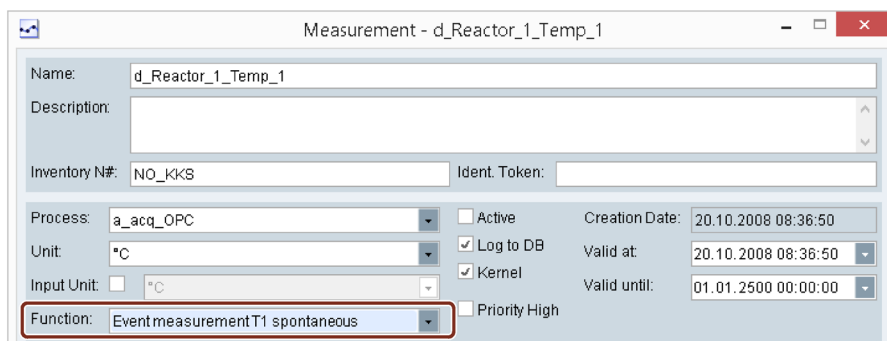 Measurement - d_Reactor_1_Temp_1
Name: d_Reactor_1_Temp_1
Description:
Inventory N#: NO_KKS Ident. Token:
Process: a_acq_OPC Active Creation Date: 20.10.2008 08:36:50
Unit: °C Log to DB Valid at: 20.10.2008 08:36:50
Input Unit: °C Kernel Valid until: 01.01.2500 00:00:00
Function: Event measurement T1 spontaneous Priority High